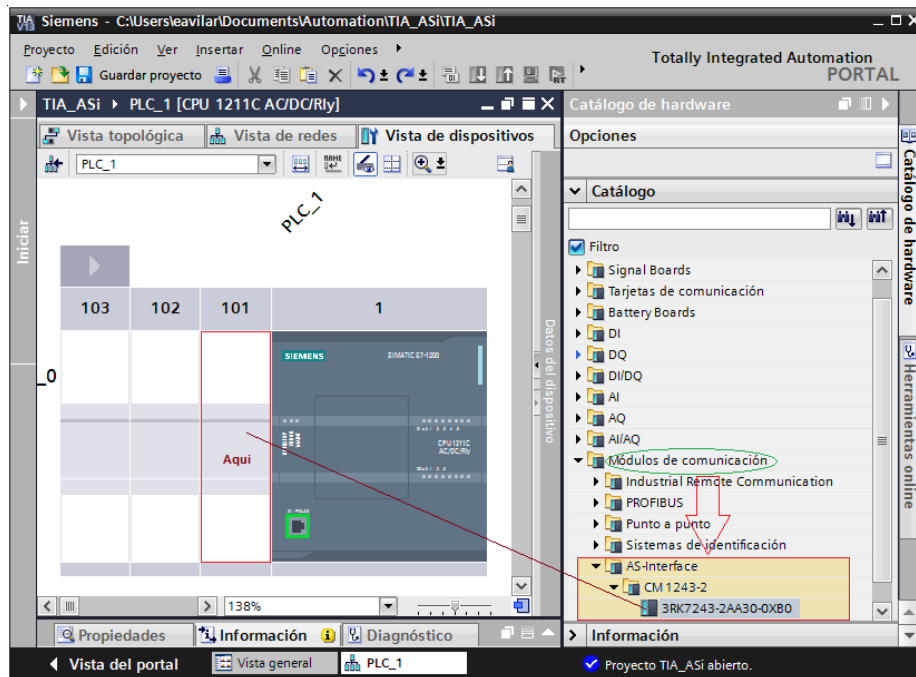 Siemens - C:\Users\eavilar\Documents\Automation\TIA_ASi\TIA_ASi
Proyecto Edición Ver Insertar Online Opciones
Totally Integrated Automation
PORTAL
Guardar proyecto
TIA_ASi PLC_1 [CPU 1211C AC/DC/Rly]
Vista topológica Vista de redes Vista de dispositivos
PLC_1
PLC_1
Iniciar
103 102 101 1
_0
SIEMENS SIMATIC S7-1200
CPU1211C
AC/DC/Rly
Aqui
Datos del dispositivo
138%
Propiedades Información Diagnóstico
Catálogo de hardware
Opciones
Catálogo
Filtro
Signal Boards
Tarjetas de comunicación
Battery Boards
DI
DQ
DI/DQ
AI
AQ
AI/AQ
Módulos de comunicación
Industrial Remote Communication
PROFIBUS
Punto a punto
Sistemas de identificación
AS-Interface
CM 1243-2
3RK7243-2AA30-0XB0
Información
Catálogo de hardware
Herramientas online
Vista del portal Vista general PLC_1 Proyecto TIA_ASi abierto.